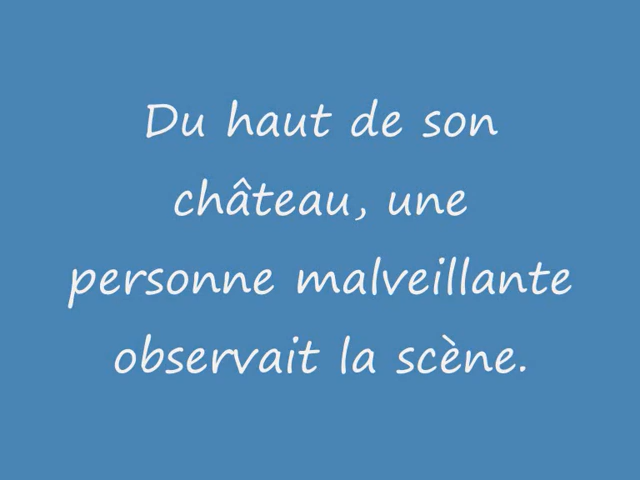 Du haut de son
château, une
personne malveillante
observait la scène.